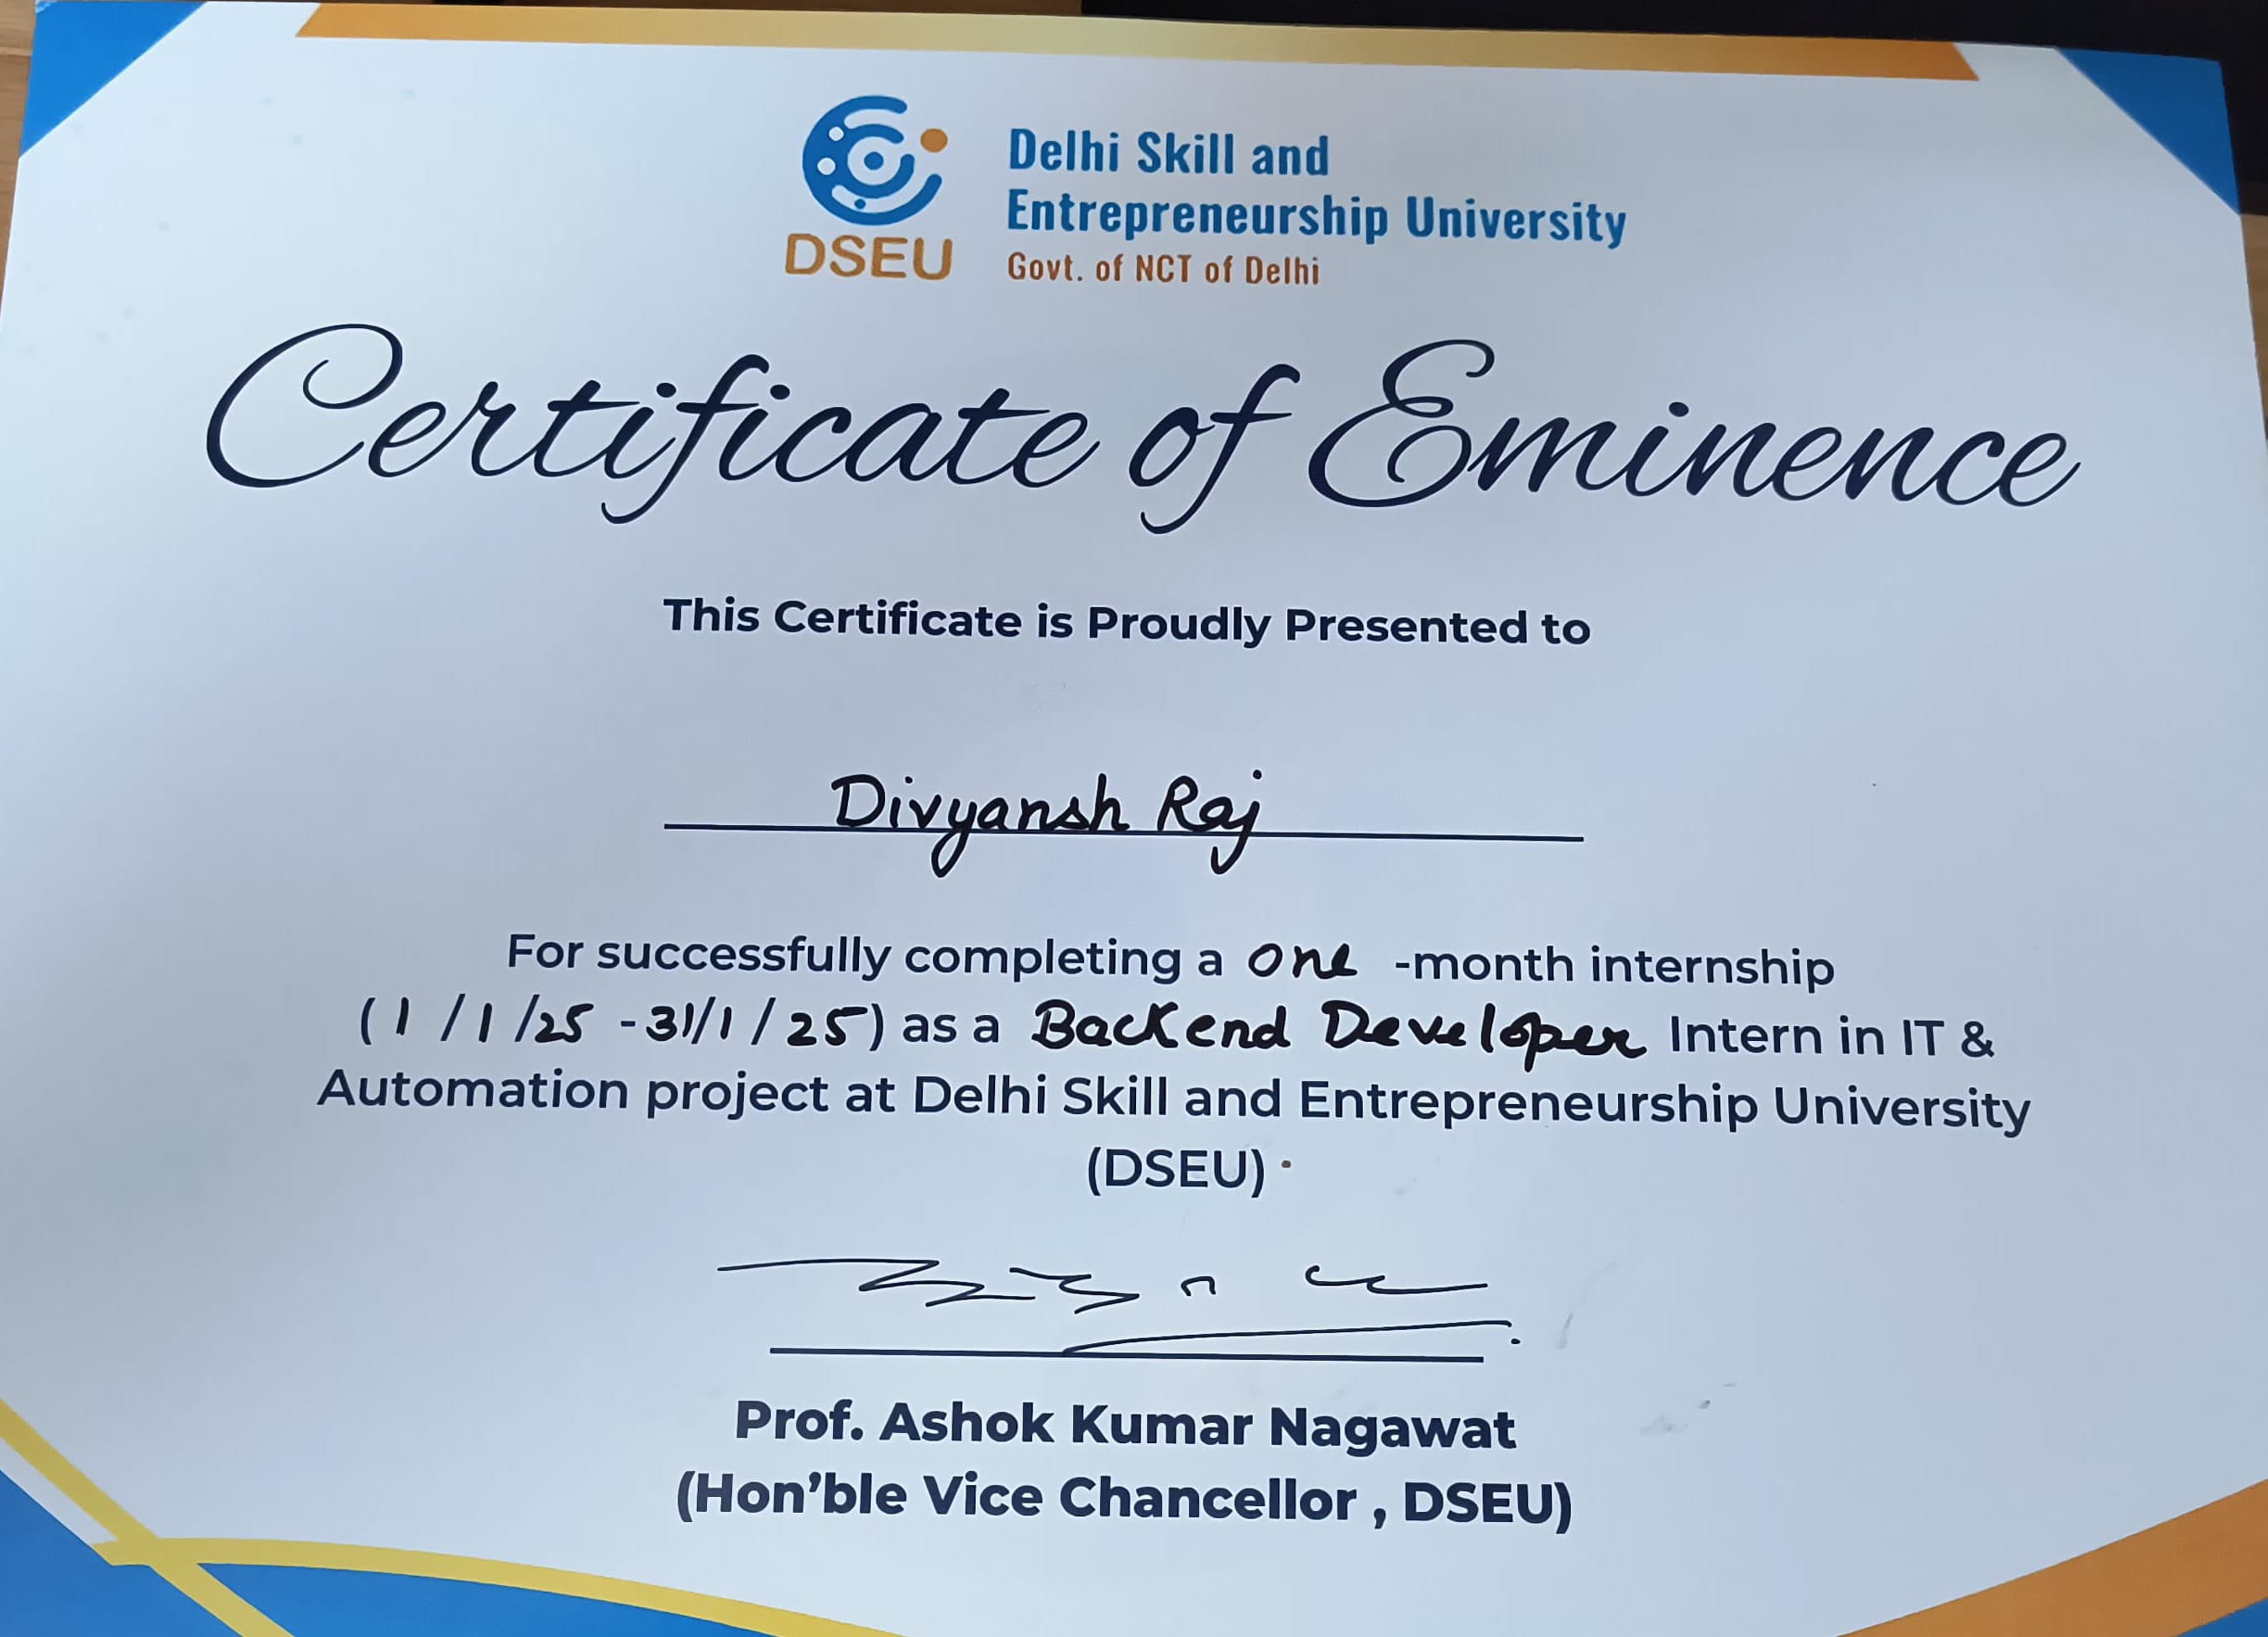 DSEU
Delhi Skill and
Entrepreneurship University
Govt. of NCT of Delhi
Certificate of Eminence
This Certificate is Proudly Presented to
Divyansh Raj
For successfully completing a one -month internship
(1/1/25 - 31/1/25) as a Backend Developer Intern in IT &
Automation project at Delhi Skill and Entrepreneurship University
(DSEU) .
Prof. Ashok Kumar Nagawat
(Hon'ble Vice Chancellor , DSEU)